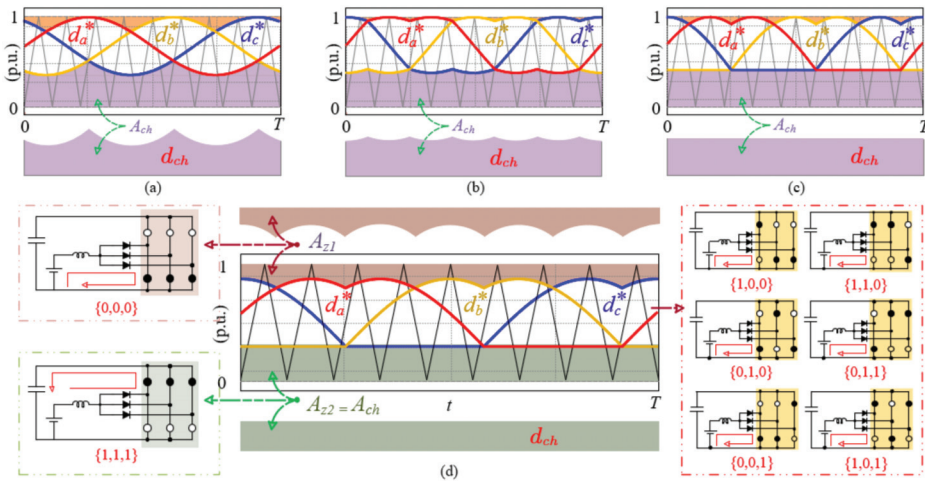 1
(p.u.)
0
d_a^*
d_b^*
d_c^*
0
A_ch
T
d_ch
(a)
1
(p.u.)
0
d_a^*
d_b^*
d_c^*
0
A_ch
T
d_ch
(b)
1
(p.u.)
0
d_a^*
d_b^*
d_c^*
0
A_ch
T
d_ch
(c)
{0,0,0}
{1,1,1}
A_z1
1
(p.u.)
0
d_a^*
d_b^*
d_c^*
A_z2 = A_ch
t
T
d_ch
(d)
{1,0,0}
{1,1,0}
{0,1,0}
{0,1,1}
{0,0,1}
{1,0,1}